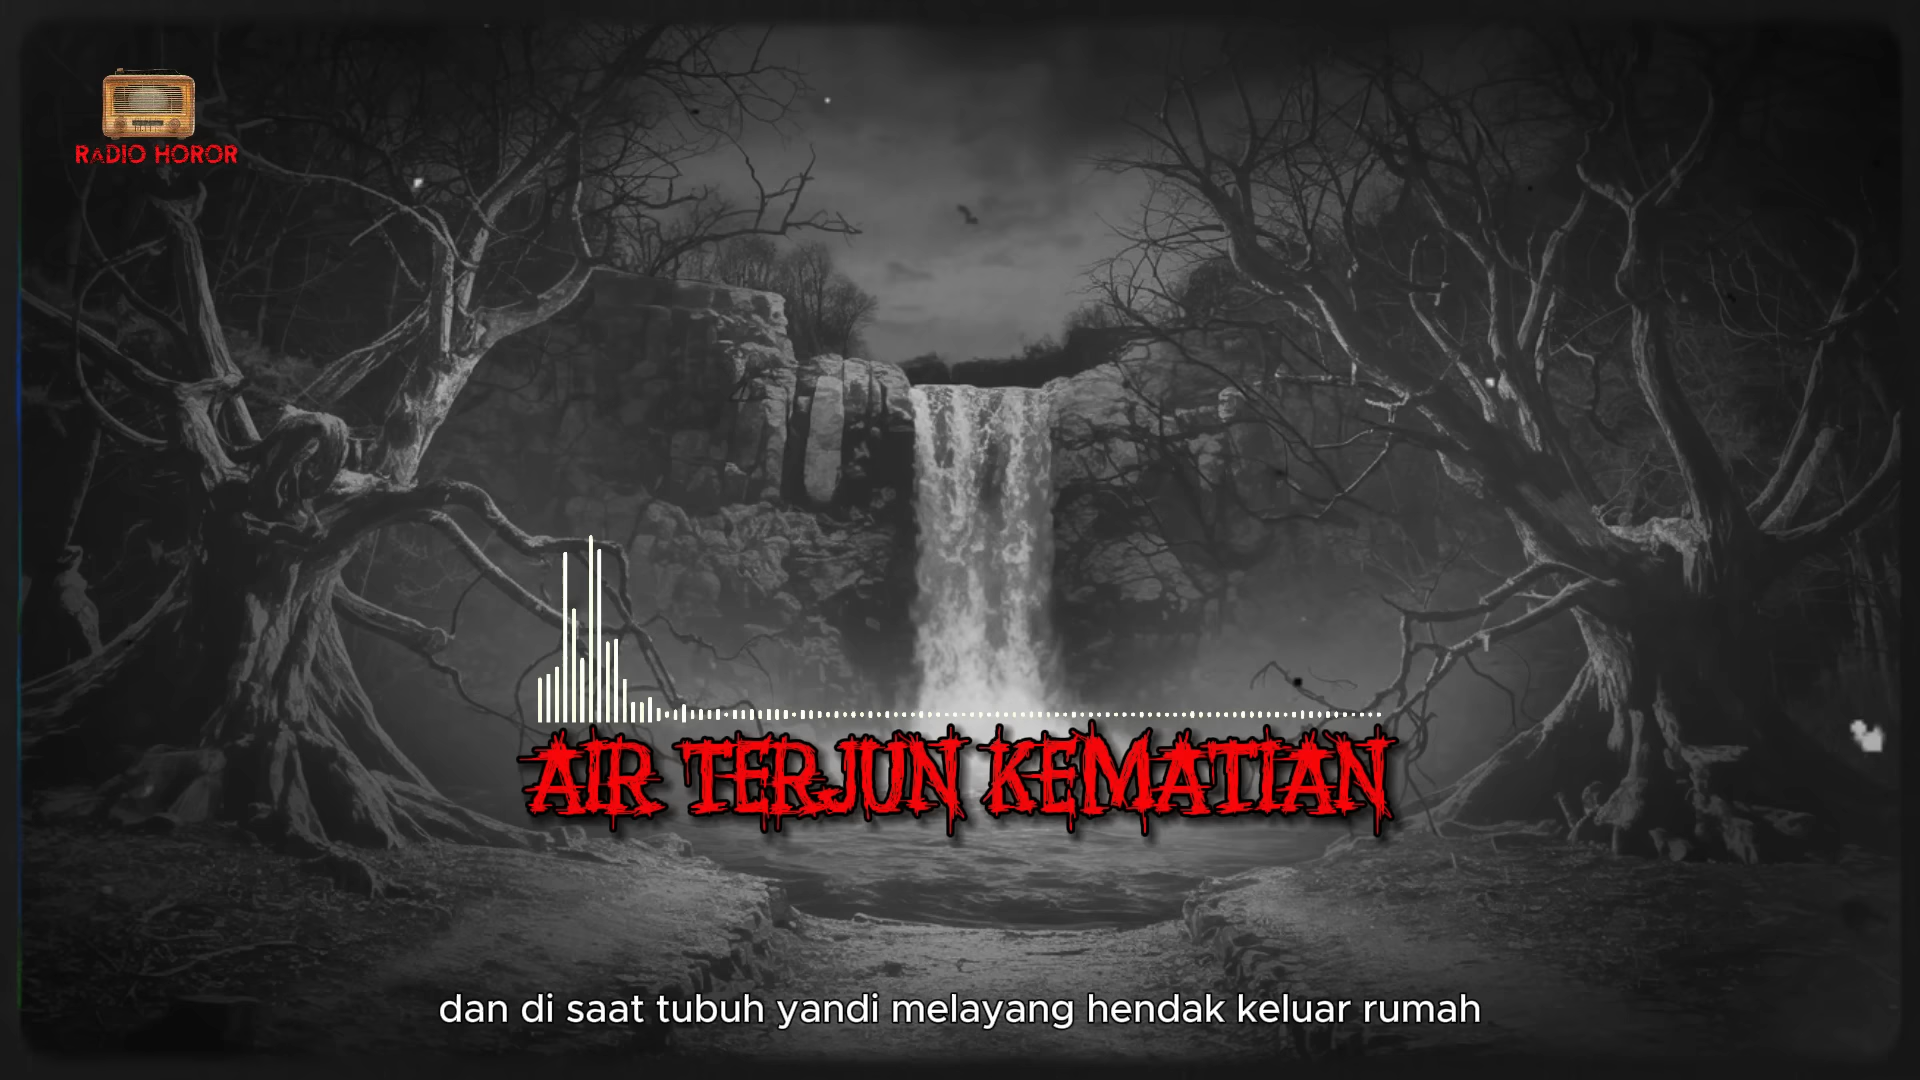 RADIO HOROR
AIR TERJUN KEMATIAN
dan di saat tubuh yandi melayang hendak keluar rumah